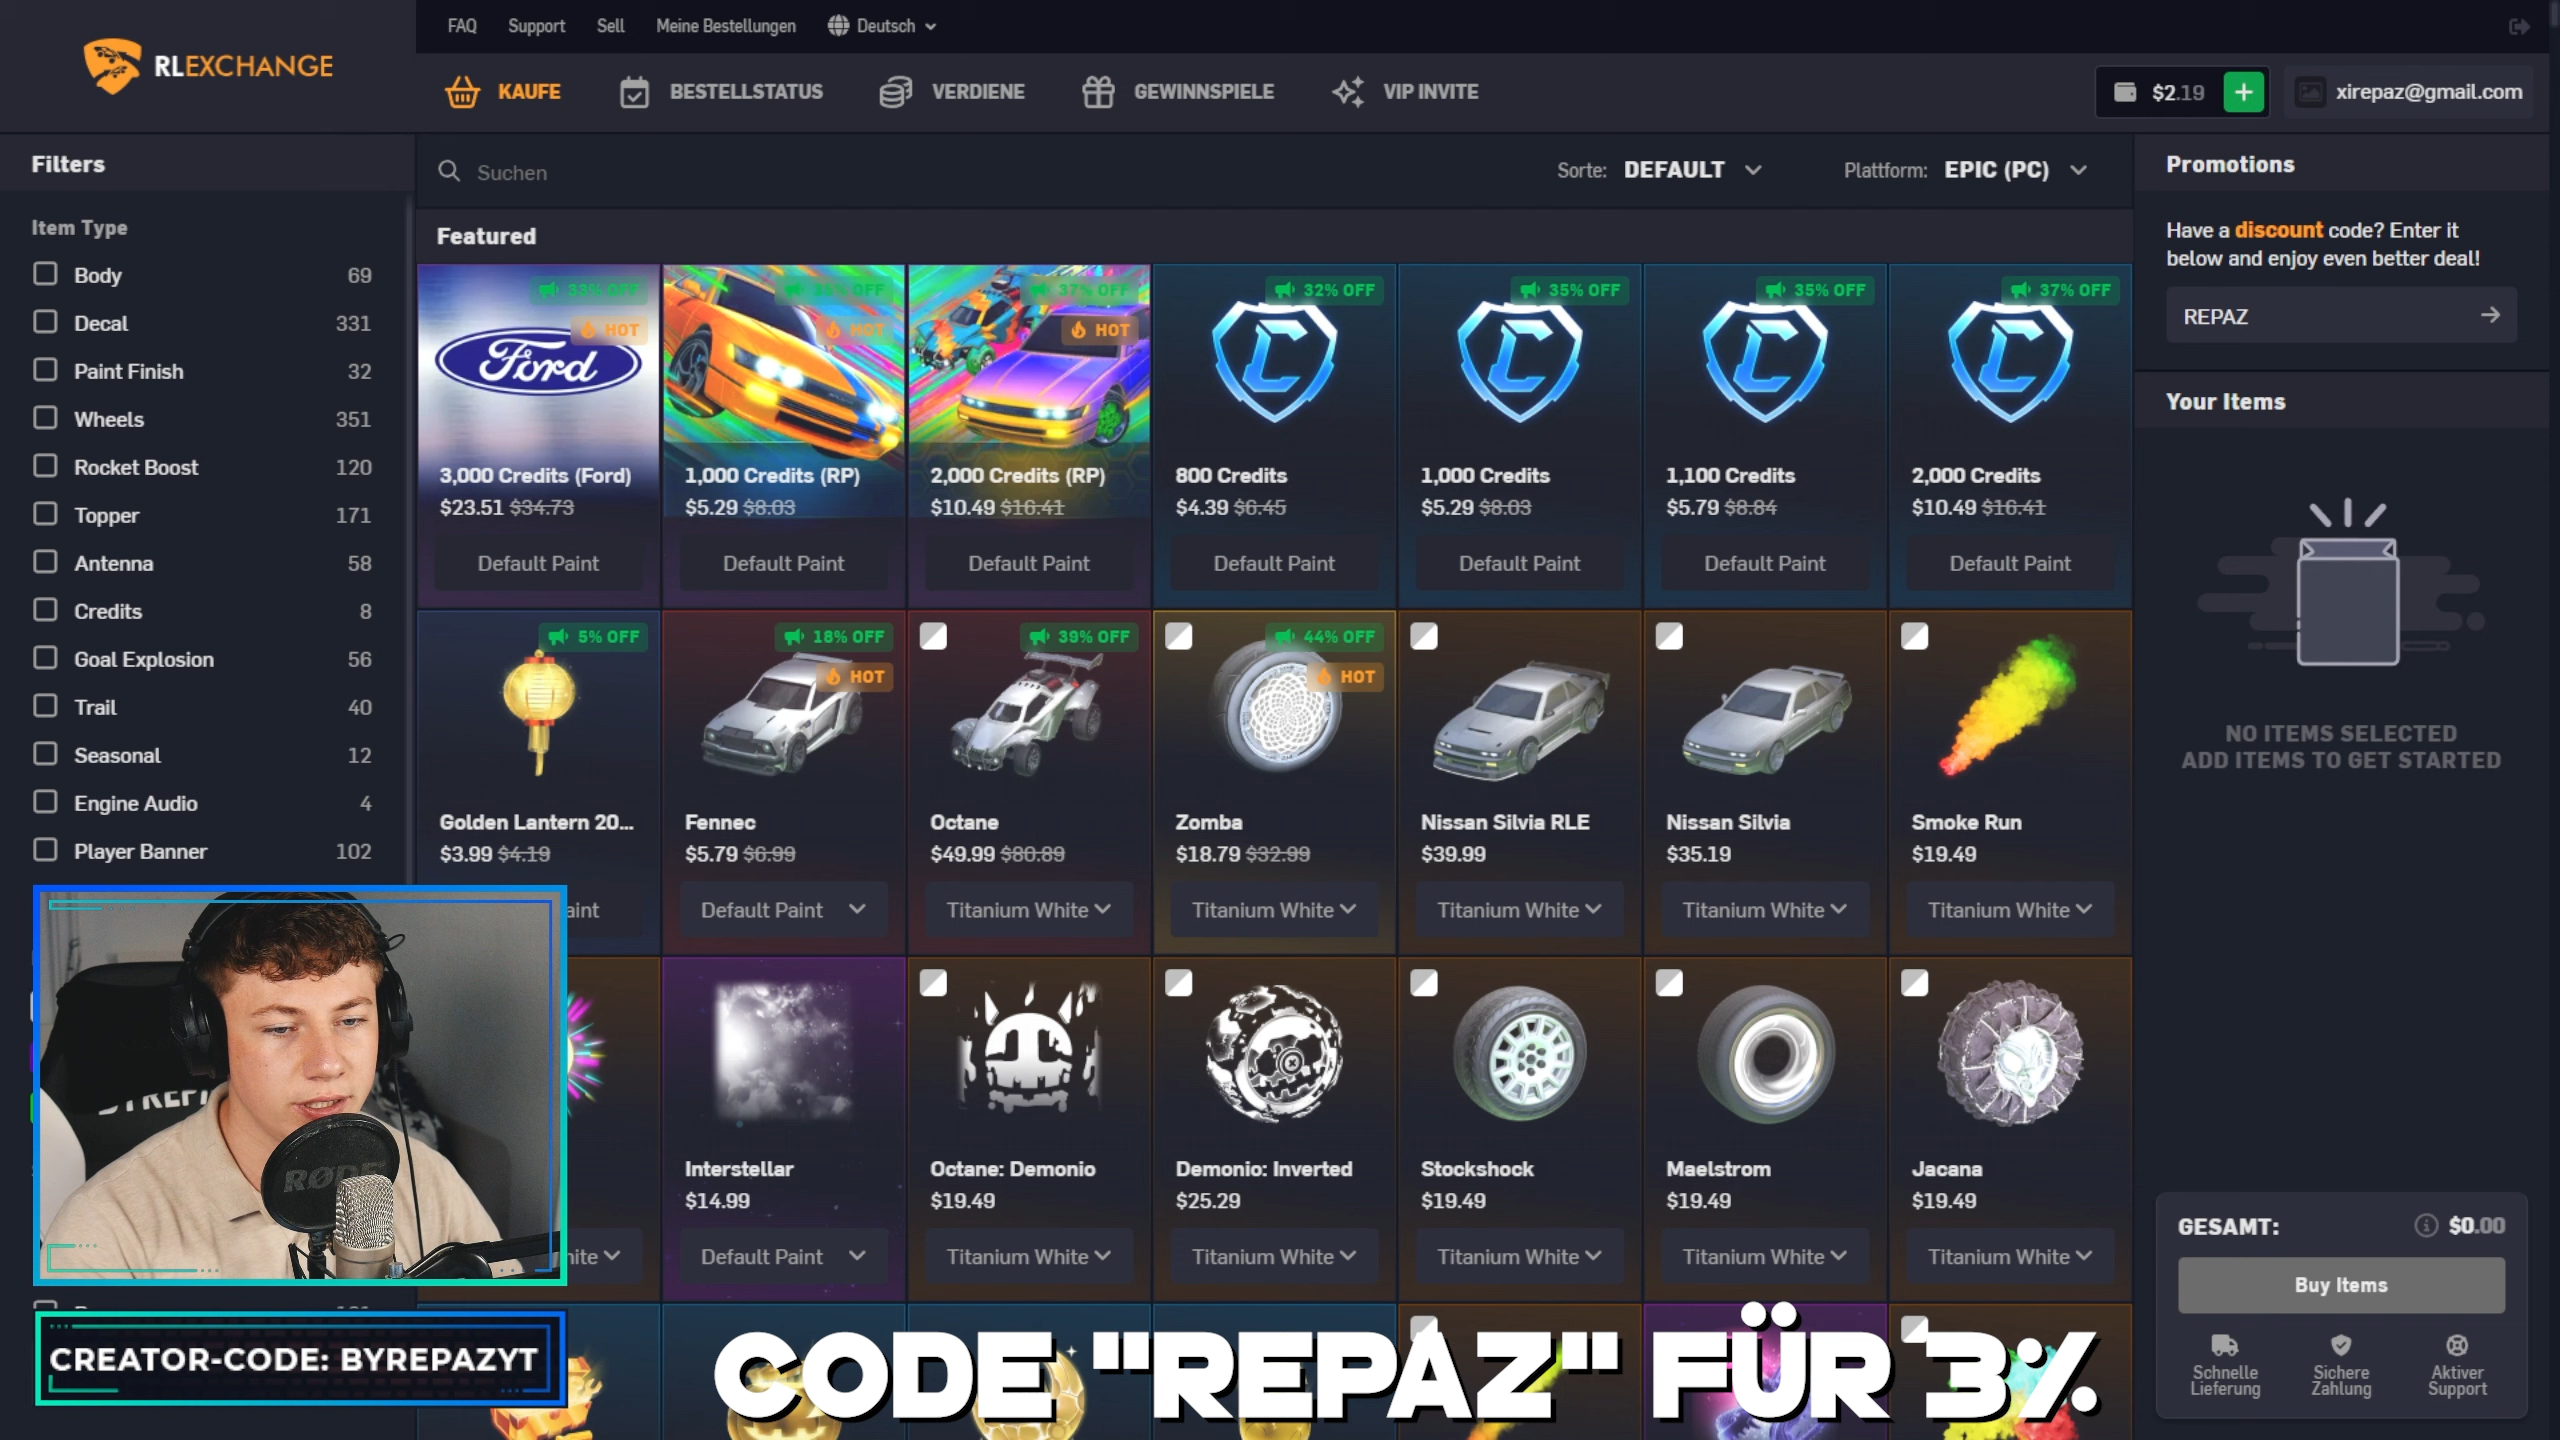 RLEXCHANGE
FAQ Support Sell Meine Bestellungen Deutsch
KAUFE BESTELLSTATUS VERDIENE GEWINNSPIELE VIP INVITE
$2.19 xirepaz@gmail.com
Filters
Item Type
Body 69
Decal 331
Paint Finish 32
Wheels 351
Rocket Boost 120
Topper 171
Antenna 58
Credits 8
Goal Explosion 56
Trail 40
Seasonal 12
Engine Audio 4
Player Banner 102
Suchen
Sorte: DEFAULT Plattform: EPIC (PC)
Featured
33% OFF
HOT
Ford
3,000 Credits (Ford)
$23.51 $34.73
Default Paint
OFF
HOT
1,000 Credits (RP)
$5.29 $8.03
Default Paint
37% OFF
HOT
2,000 Credits (RP)
$10.49 $16.41
Default Paint
32% OFF
800 Credits
$4.39 $6.45
Default Paint
35% OFF
1,000 Credits
$5.29 $8.03
Default Paint
35% OFF
1,100 Credits
$5.79 $8.84
Default Paint
37% OFF
2,000 Credits
$10.49 $16.41
Default Paint
5% OFF
Golden Lantern 20...
$3.99 $4.19
aint
18% OFF
HOT
Fennec
$5.79 $6.99
Default Paint
39% OFF
Octane
$49.99 $80.89
Titanium White
44% OFF
HOT
Zomba
$18.79 $32.99
Titanium White
Nissan Silvia RLE
$39.99
Titanium White
Nissan Silvia
$35.19
Titanium White
Smoke Run
$19.49
Titanium White
hite
Interstellar
$14.99
Default Paint
Octane: Demonio
$19.49
Titanium White
Demonio: Inverted
$25.29
Titanium White
Stockshock
$19.49
Titanium White
Maelstrom
$19.49
Titanium White
Jacana
$19.49
Titanium White
Promotions
Have a discount code? Enter it
below and enjoy even better deal!
REPAZ
Your Items
NO ITEMS SELECTED
ADD ITEMS TO GET STARTED
GESAMT: $0.00
Buy Items
Schnelle
Lieferung
Sichere
Zahlung
Aktiver
Support
RØDE
CREATOR-CODE: BYREPAZYT
CODE "REPAZ" FÜR 3%